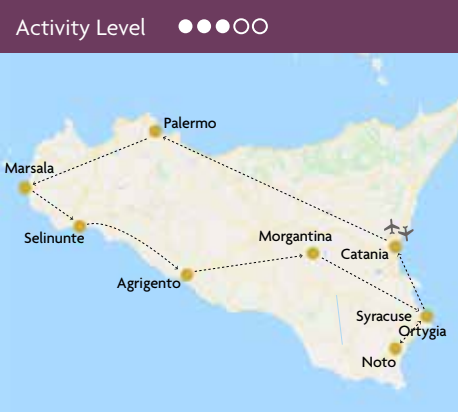 Activity Level
Palermo
Marsala
Selinunte
Morgantina
Catania
Agrigento
Syracuse
Ortygia
Noto